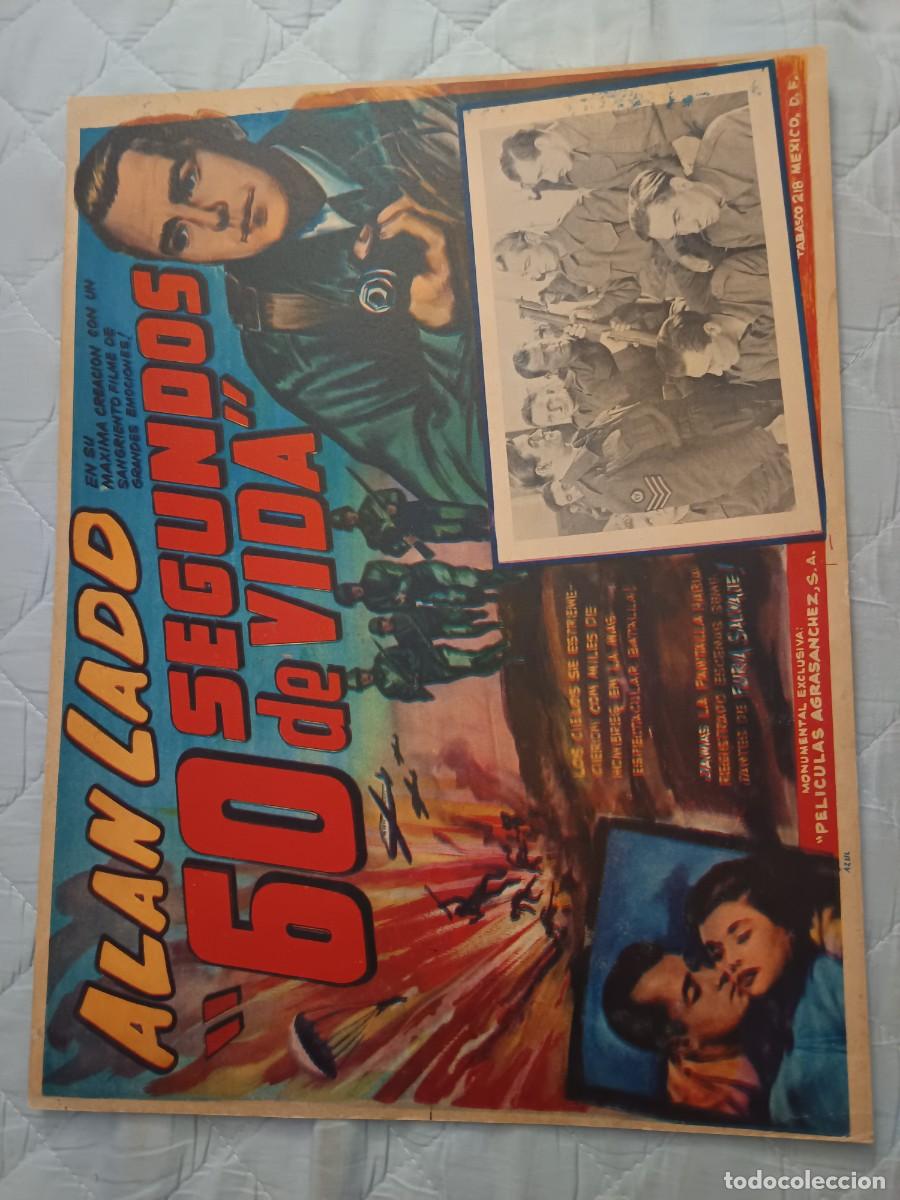 ALAN LADD
EN SU
MAXIMA CREACION CON UN
SANGRIENTO FILME DE
GRANDES EMOCIONES!
"60 SEGUNDOS
de VIDA"
LOS CIELOS SE ESTREME-
CIERON CON MILES DE
HOMBRES EN LA MAS
ESPECTACULAR BATALLA!
JAMAS LA PANTALLA HABIA
REGISTRADO ESCENAS SEME-
JANTES DE FURIA SALVAJE!
MONUMENTAL EXCLUSIVA:
"PELICULAS AGRASANCHEZ, S.A.
TABASCO 218 MEXICO, D.F.
AZUL
todocoleccion